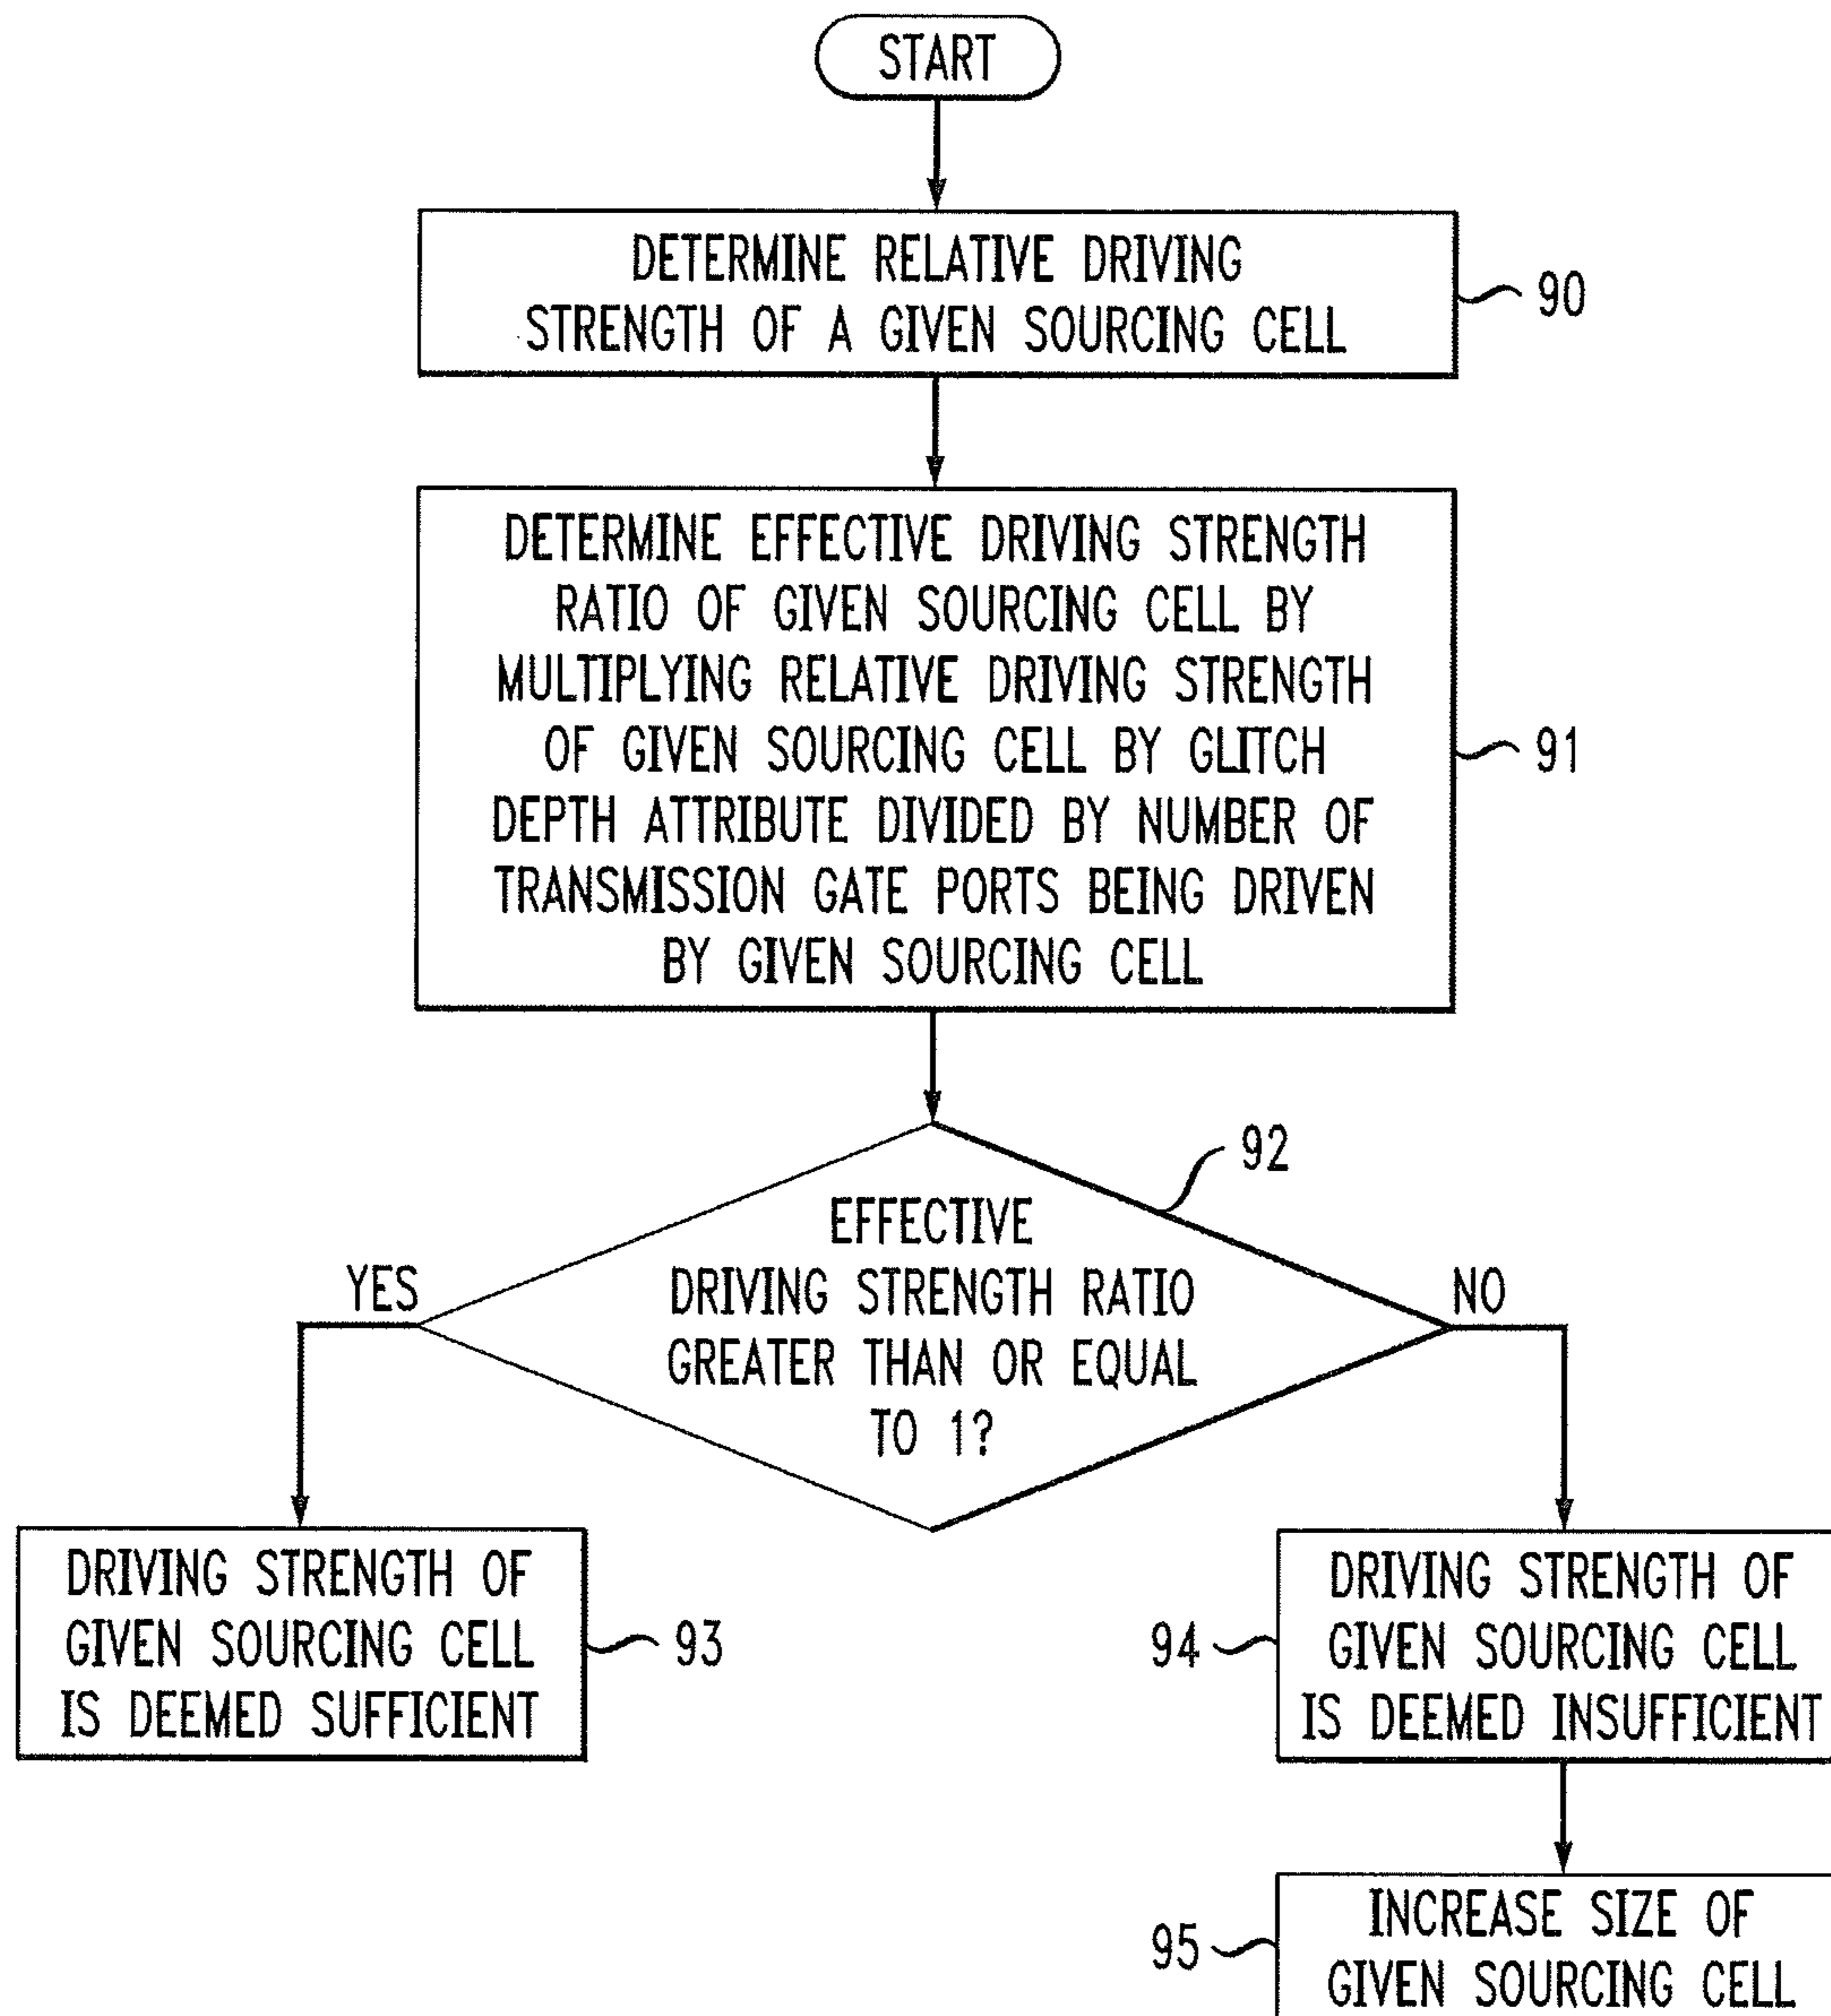 START
DETERMINE RELATIVE DRIVING
STRENGTH OF A GIVEN SOURCING CELL
90
DETERMINE EFFECTIVE DRIVING STRENGTH
RATIO OF GIVEN SOURCING CELL BY
MULTIPLYING RELATIVE DRIVING STRENGTH
OF GIVEN SOURCING CELL BY GLITCH
DEPTH ATTRIBUTE DIVIDED BY NUMBER OF
TRANSMISSION GATE PORTS BEING DRIVEN
BY GIVEN SOURCING CELL
91
92
EFFECTIVE
DRIVING STRENGTH RATIO
GREATER THAN OR EQUAL
TO 1?
YES
NO
DRIVING STRENGTH OF
GIVEN SOURCING CELL
IS DEEMED SUFFICIENT
93
94
DRIVING STRENGTH OF
GIVEN SOURCING CELL
IS DEEMED INSUFFICIENT
95
INCREASE SIZE OF
GIVEN SOURCING CELL